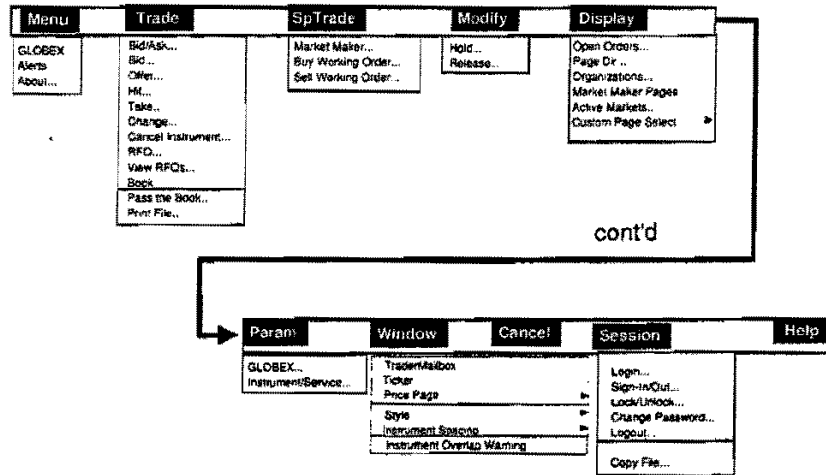 Menu
GLOBEX
Alerts
About...
Trade
Bid/Ask...
Bid...
Offer...
Hit...
Take...
Change...
Cancel Instrument...
RFQ...
View RFQs...
Book
Pass the Book...
Print File...
SpTrade
Market Maker...
Buy Working Order...
Sell Working Order...
Modify
Hold...
Release...
Display
Open Orders...
Page Dir...
Organizations...
Market Maker Pages
Active Markets...
Custom Page Select
cont'd
Param
GLOBEX...
Instrument/Service...
Window
TraderMailbox
Ticker
Price Page
Style
Instrument Spacing
Instrument Overlap Warning
Cancel
Session
Login...
Sign-In/Out...
Lock/Unlock...
Change Password...
Logout...
Copy File...
Help